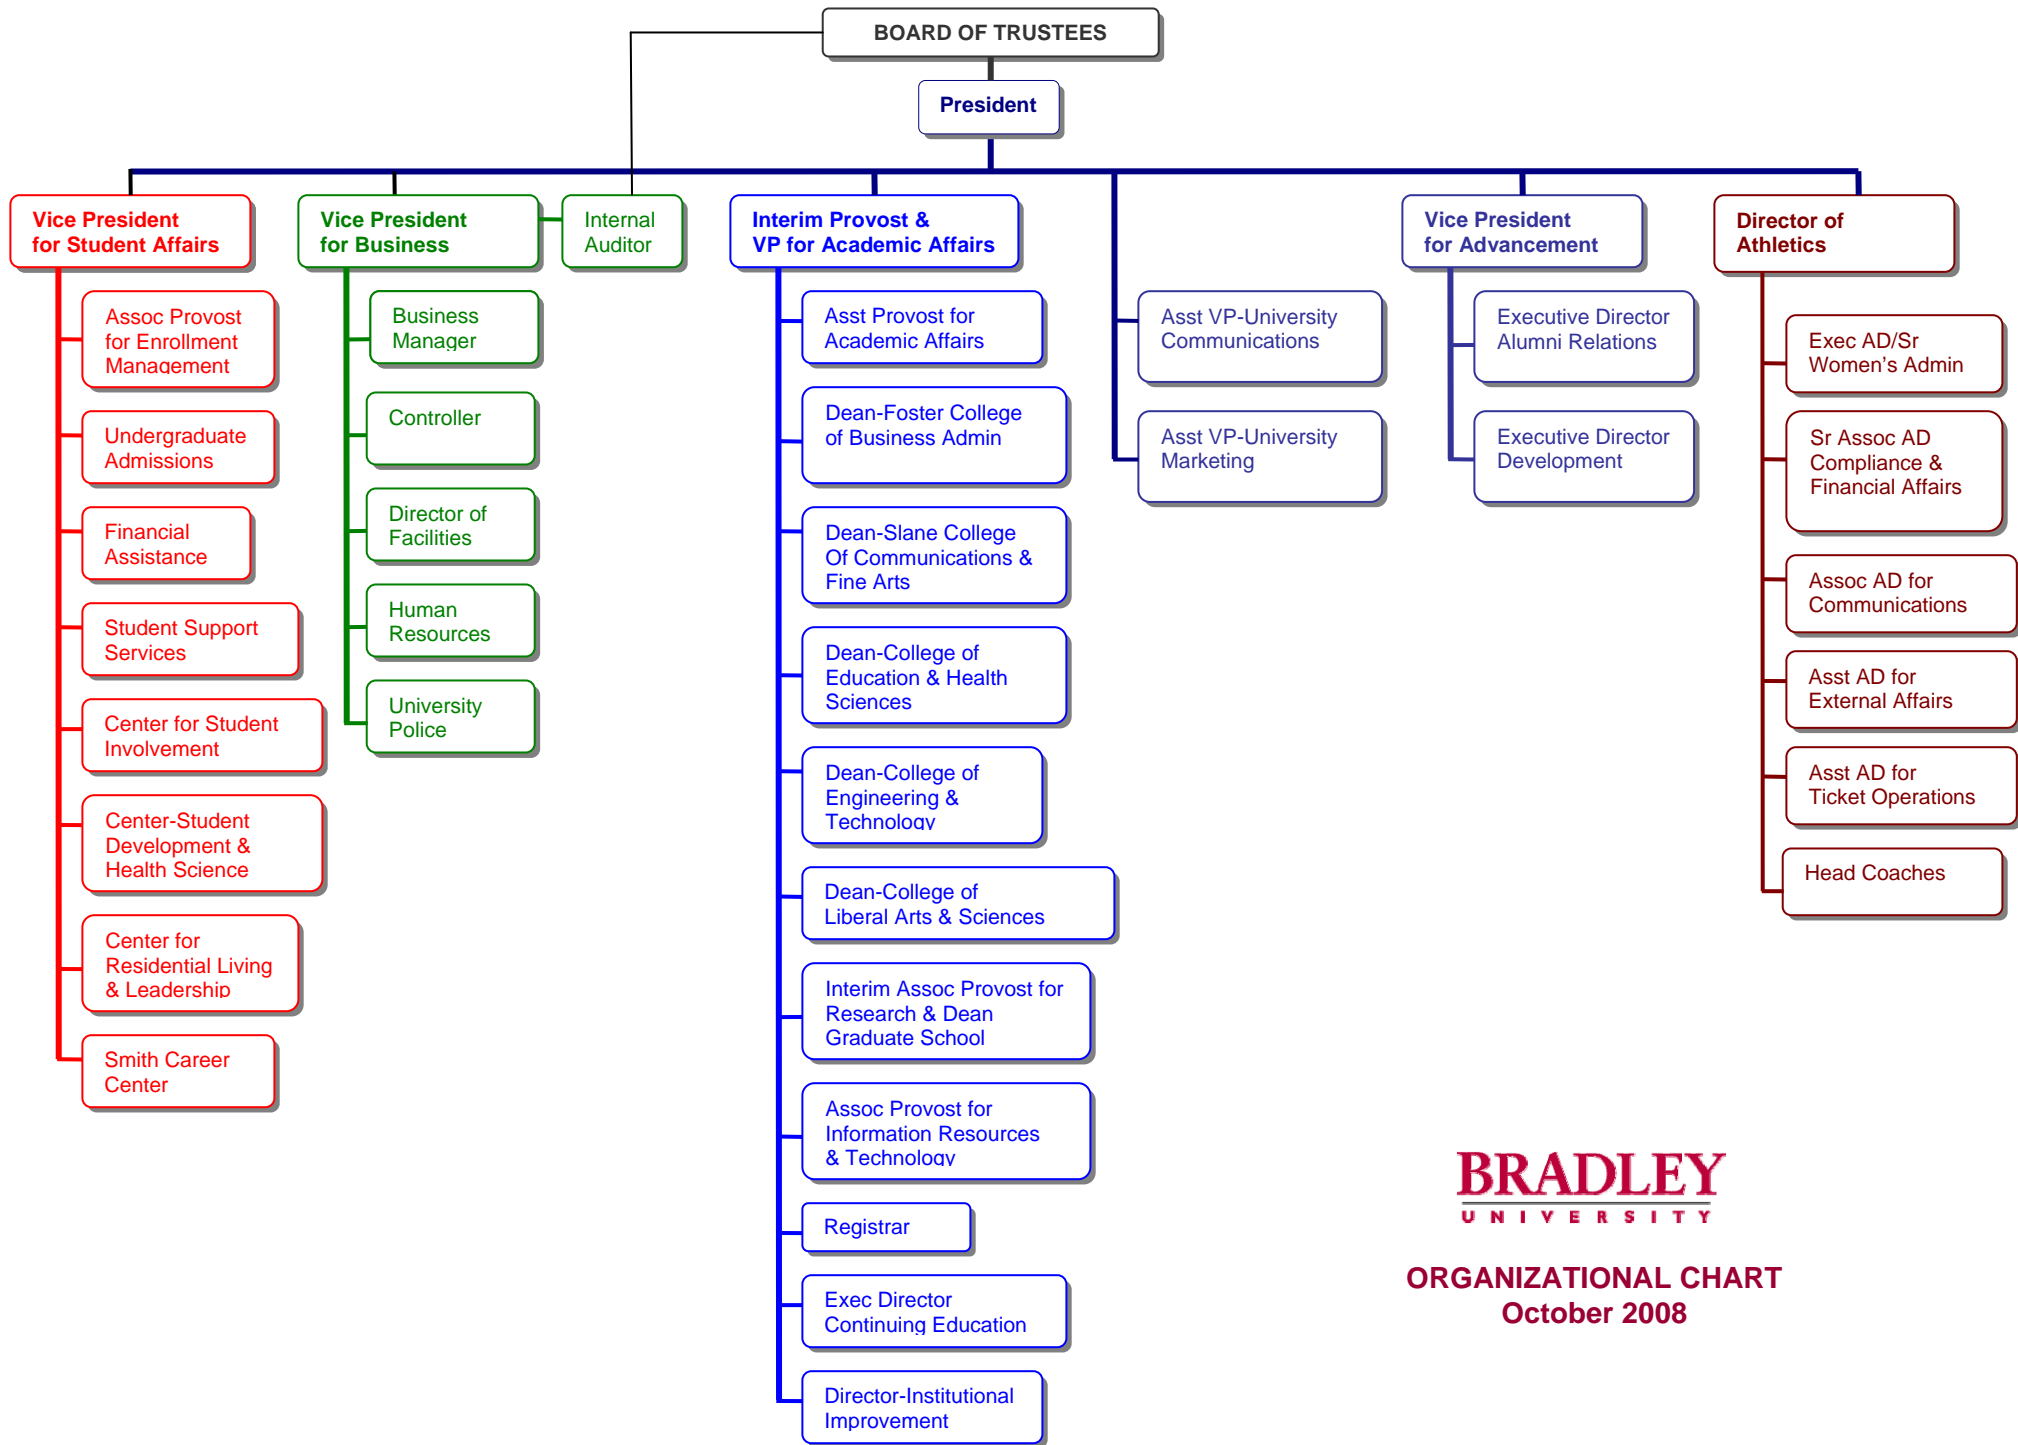 BOARD OF TRUSTEES
President
Vice President
for Student Affairs
Assoc Provost
for Enrollment
Management
Undergraduate
Admissions
Financial
Assistance
Student Support
Services
Center for Student
Involvement
Center-Student
Development &
Health Science
Center for
Residential Living
& Leadership
Smith Career
Center
Vice President
for Business
Internal
Auditor
Business
Manager
Controller
Director of
Facilities
Human
Resources
University
Police
Interim Provost &
VP for Academic Affairs
Asst Provost for
Academic Affairs
Dean-Foster College
of Business Admin
Dean-Slane College
Of Communications &
Fine Arts
Dean-College of
Education & Health
Sciences
Dean-College of
Engineering &
Technology
Dean-College of
Liberal Arts & Sciences
Interim Assoc Provost for
Research & Dean
Graduate School
Assoc Provost for
Information Resources
& Technology
Registrar
Exec Director
Continuing Education
Director-Institutional
Improvement
Asst VP-University
Communications
Asst VP-University
Marketing
Vice President
for Advancement
Executive Director
Alumni Relations
Executive Director
Development
Director of
Athletics
Exec AD/Sr
Women's Admin
Sr Assoc AD
Compliance &
Financial Affairs
Assoc AD for
Communications
Asst AD for
External Affairs
Asst AD for
Ticket Operations
Head Coaches
BRADLEY
UNIVERSITY
ORGANIZATIONAL CHART
October 2008